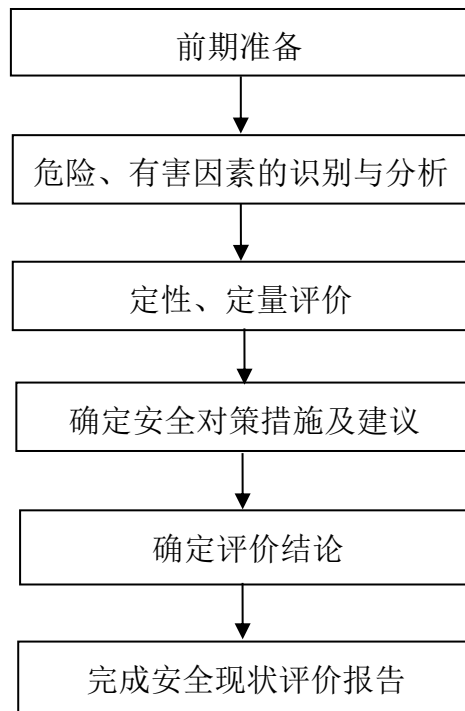 前期准备
危险、有害因素的识别与分析
定性、定量评价
确定安全对策措施及建议
确定评价结论
完成安全现状评价报告